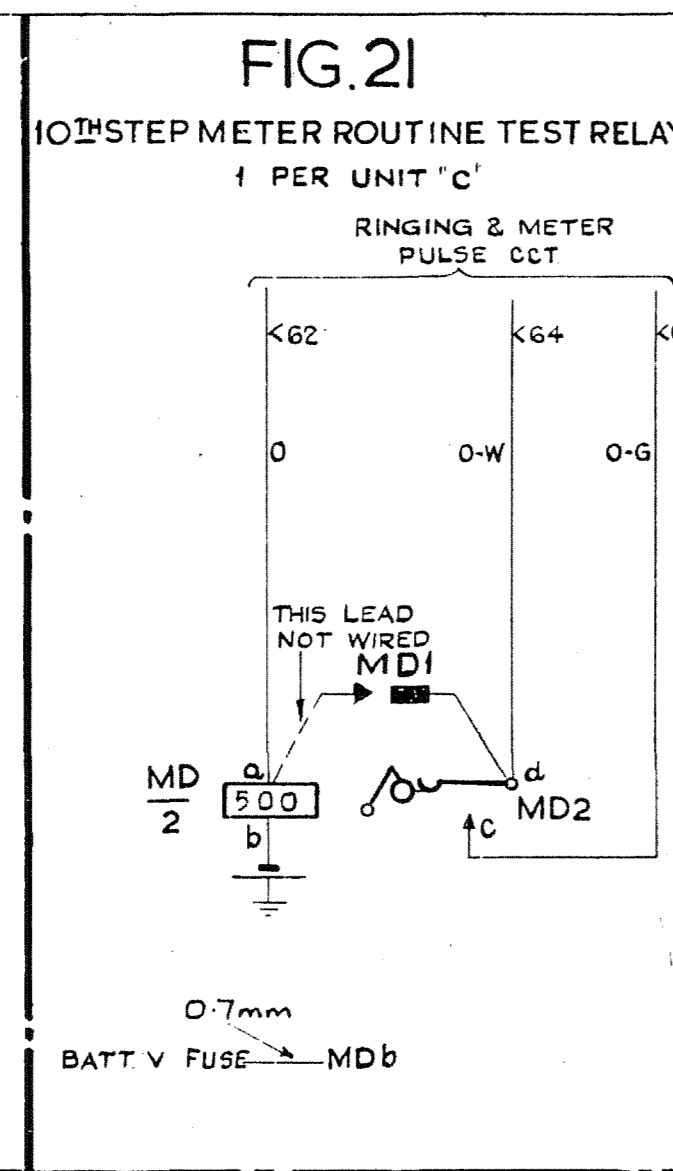 FIG.21
10TH STEP METER ROUTINE TEST RELAY
1 PER UNIT "C"
RINGING & METER
PULSE CCT
<62
<64
O
O-W
O-G
THIS LEAD
NOT WIRED
MD1
MD
2
a
500
b
d
MD2
c
0.7mm
BATT. V FUSE
MDb